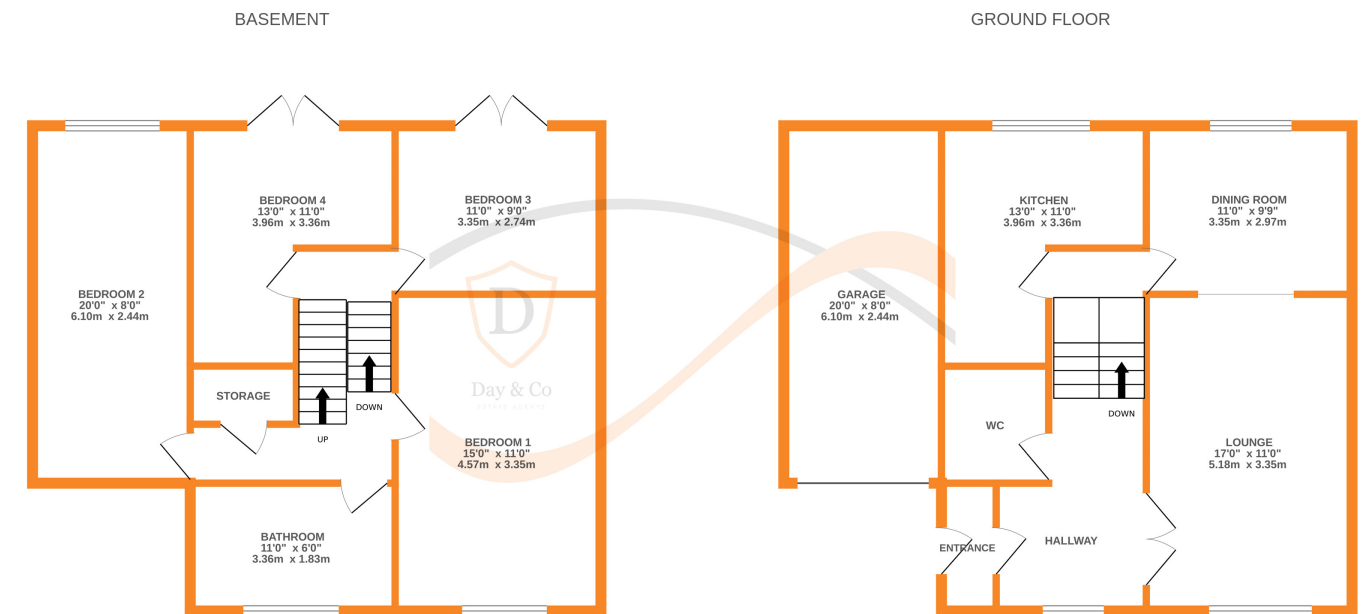 BASEMENT
GROUND FLOOR
BEDROOM 4
13'0" x 11'0"
3.96m x 3.36m
BEDROOM 3
11'0" x 9'0"
3.35m x 2.74m
BEDROOM 2
20'0" x 8'0"
6.10m x 2.44m
STORAGE
UP
DOWN
BEDROOM 1
15'0" x 11'0"
4.57m x 3.35m
BATHROOM
11'0" x 6'0"
3.36m x 1.83m
D
Day & Co
ESTATE AGENTS
KITCHEN
13'0" x 11'0"
3.96m x 3.36m
DINING ROOM
11'0" x 9'9"
3.35m x 2.97m
GARAGE
20'0" x 8'0"
6.10m x 2.44m
DOWN
WC
LOUNGE
17'0" x 11'0"
5.18m x 3.35m
ENTRANCE
HALLWAY